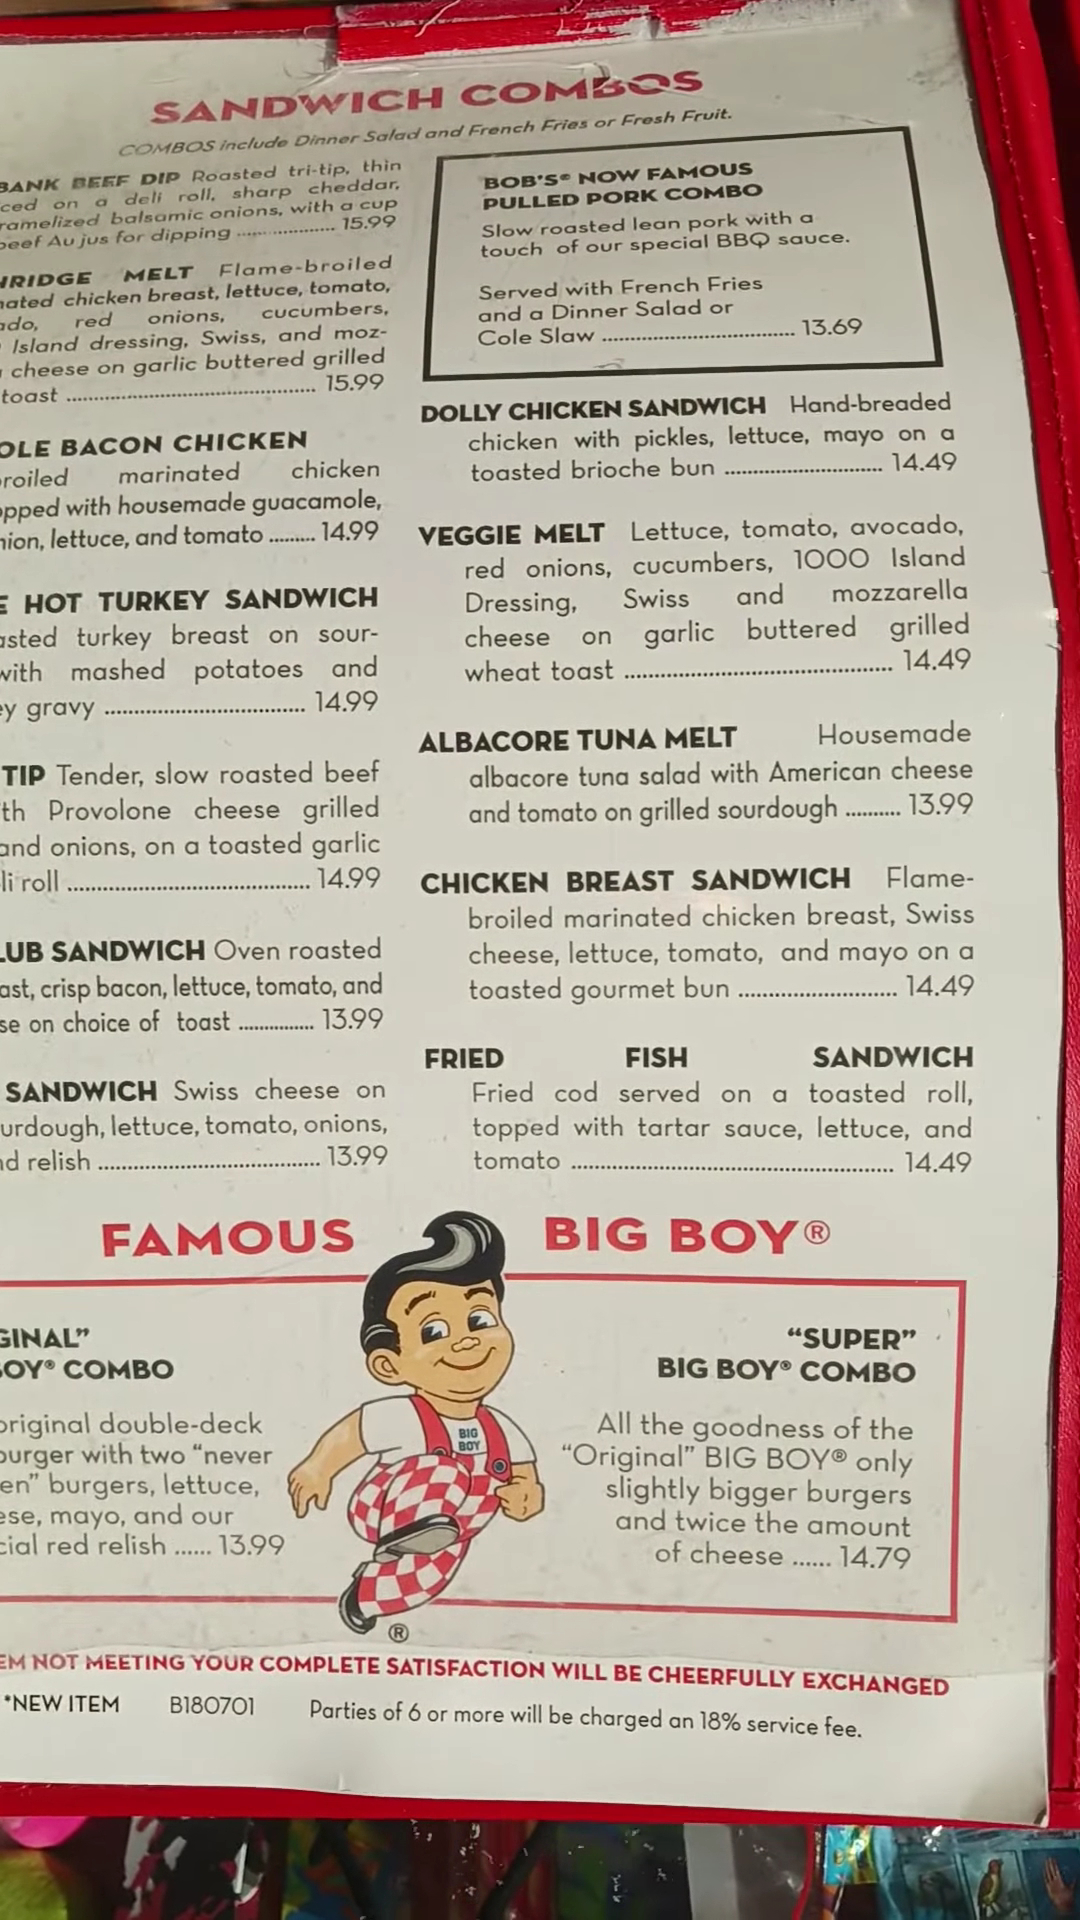 SANDWICH COMBOS
COMBOS include Dinner Salad and French Fries or Fresh Fruit.
BANK BEEF DIP Roasted tri-tip, thin
ced on a deli roll, sharp cheddar,
ramelized balsamic onions, with a cup
beef Au jus for dipping .................. 15.99
NRIDGE MELT Flame-broiled
nated chicken breast, lettuce, tomato,
ado, red onions, cucumbers,
Island dressing, Swiss, and moz-
cheese on garlic buttered grilled
toast ............................................. 15.99
OLE BACON CHICKEN
roiled marinated chicken
opped with housemade guacamole,
nion, lettuce, and tomato ......... 14.99
E HOT TURKEY SANDWICH
asted turkey breast on sour-
with mashed potatoes and
ey gravy .................................... 14.99
TIP Tender, slow roasted beef
th Provolone cheese grilled
and onions, on a toasted garlic
li roll ........................................... 14.99
LUB SANDWICH Oven roasted
ast, crisp bacon, lettuce, tomato, and
se on choice of toast ............... 13.99
SANDWICH Swiss cheese on
urdough, lettuce, tomato, onions,
nd relish ....................................... 13.99
BOB'S® NOW FAMOUS
PULLED PORK COMBO
Slow roasted lean pork with a
touch of our special BBQ sauce.
Served with French Fries
and a Dinner Salad or
Cole Slaw .................................. 13.69
DOLLY CHICKEN SANDWICH Hand-breaded
chicken with pickles, lettuce, mayo on a
toasted brioche bun ............................ 14.49
VEGGIE MELT Lettuce, tomato, avocado,
red onions, cucumbers, 1000 Island
Dressing, Swiss and mozzarella
cheese on garlic buttered grilled
wheat toast ............................................... 14.49
ALBACORE TUNA MELT Housemade
albacore tuna salad with American cheese
and tomato on grilled sourdough .......... 13.99
CHICKEN BREAST SANDWICH Flame-
broiled marinated chicken breast, Swiss
cheese, lettuce, tomato, and mayo on a
toasted gourmet bun ............................ 14.49
FRIED FISH SANDWICH
Fried cod served on a toasted roll,
topped with tartar sauce, lettuce, and
tomato ......................................................... 14.49
FAMOUS BIG BOY®
GINAL"
BOY® COMBO
original double-deck
burger with two "never
en" burgers, lettuce,
ese, mayo, and our
cial red relish ...... 13.99
BIG
BOY
®
"SUPER"
BIG BOY® COMBO
All the goodness of the
"Original" BIG BOY® only
slightly bigger burgers
and twice the amount
of cheese ...... 14.79
EM NOT MEETING YOUR COMPLETE SATISFACTION WILL BE CHEERFULLY EXCHANGED
*NEW ITEM B180701 Parties of 6 or more will be charged an 18% service fee.